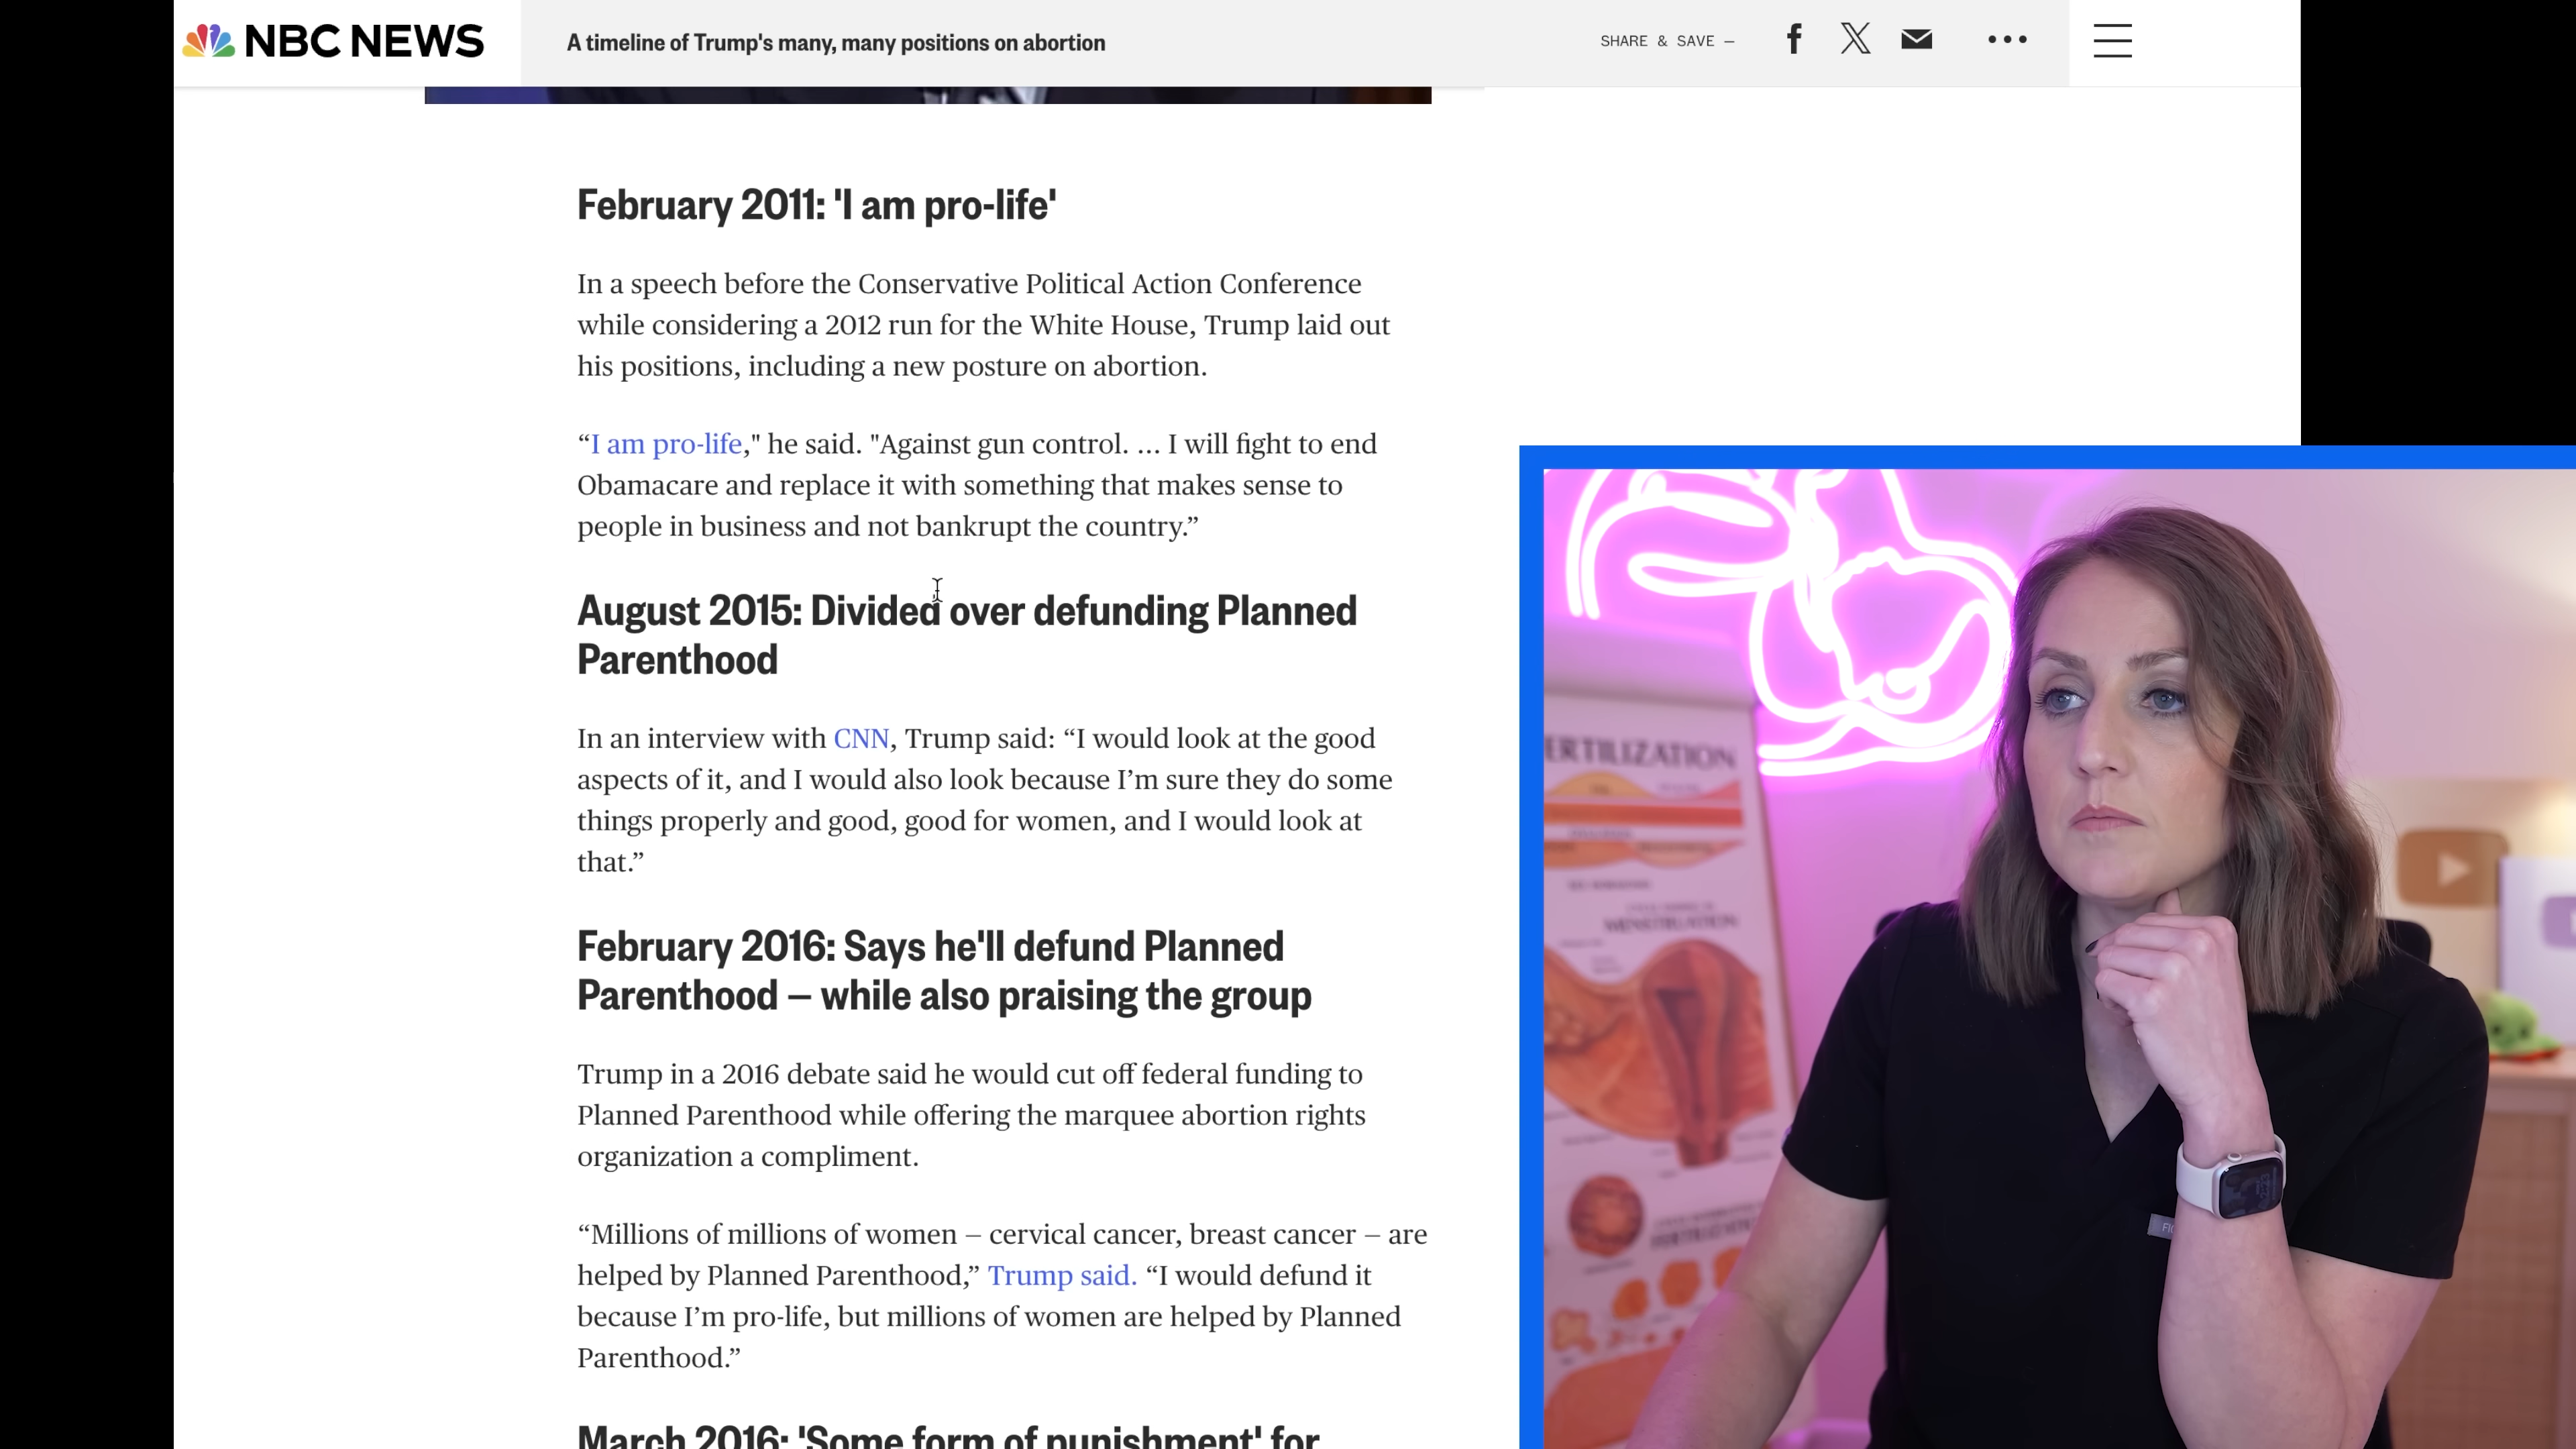 NBC NEWS
A timeline of Trump's many, many positions on abortion
SHARE & SAVE —
February 2011: 'I am pro-life'
In a speech before the Conservative Political Action Conference
while considering a 2012 run for the White House, Trump laid out
his positions, including a new posture on abortion.
“I am pro-life," he said. "Against gun control. ... I will fight to end
Obamacare and replace it with something that makes sense to
people in business and not bankrupt the country.”
August 2015: Divided over defunding Planned
Parenthood
In an interview with CNN, Trump said: “I would look at the good
aspects of it, and I would also look because I’m sure they do some
things properly and good, good for women, and I would look at
that.”
February 2016: Says he'll defund Planned
Parenthood — while also praising the group
Trump in a 2016 debate said he would cut off federal funding to
Planned Parenthood while offering the marquee abortion rights
organization a compliment.
“Millions of millions of women — cervical cancer, breast cancer — are
helped by Planned Parenthood,” Trump said. “I would defund it
because I’m pro-life, but millions of women are helped by Planned
Parenthood.”
March 2016: 'Some form of punishment' for
ERTILIZATION
MENSTRUATION